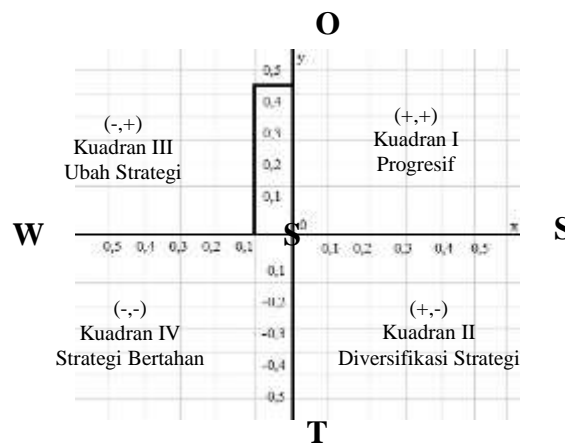 O
y
0,5
0,4
0,3
0,2
0,1
(-,+)
Kuadran III
Ubah Strategi
(+,+)
Kuadran I
Progresif
W
S
0
x
S
0,5 0,4 0,3 0,2 0,1
0,1 0,2 0,3 0,4 0,5
0,1
-0,2
-0,3
-0,4
-0,5
(-,-)
Kuadran IV
Strategi Bertahan
(+,-)
Kuadran II
Diversifikasi Strategi
T